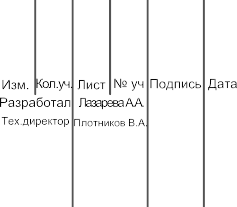 Изм. Кол.уч. Лист № уч Подпись Дата
Разработал Лазарева А.А.
Тех.директор Плотников В.А.